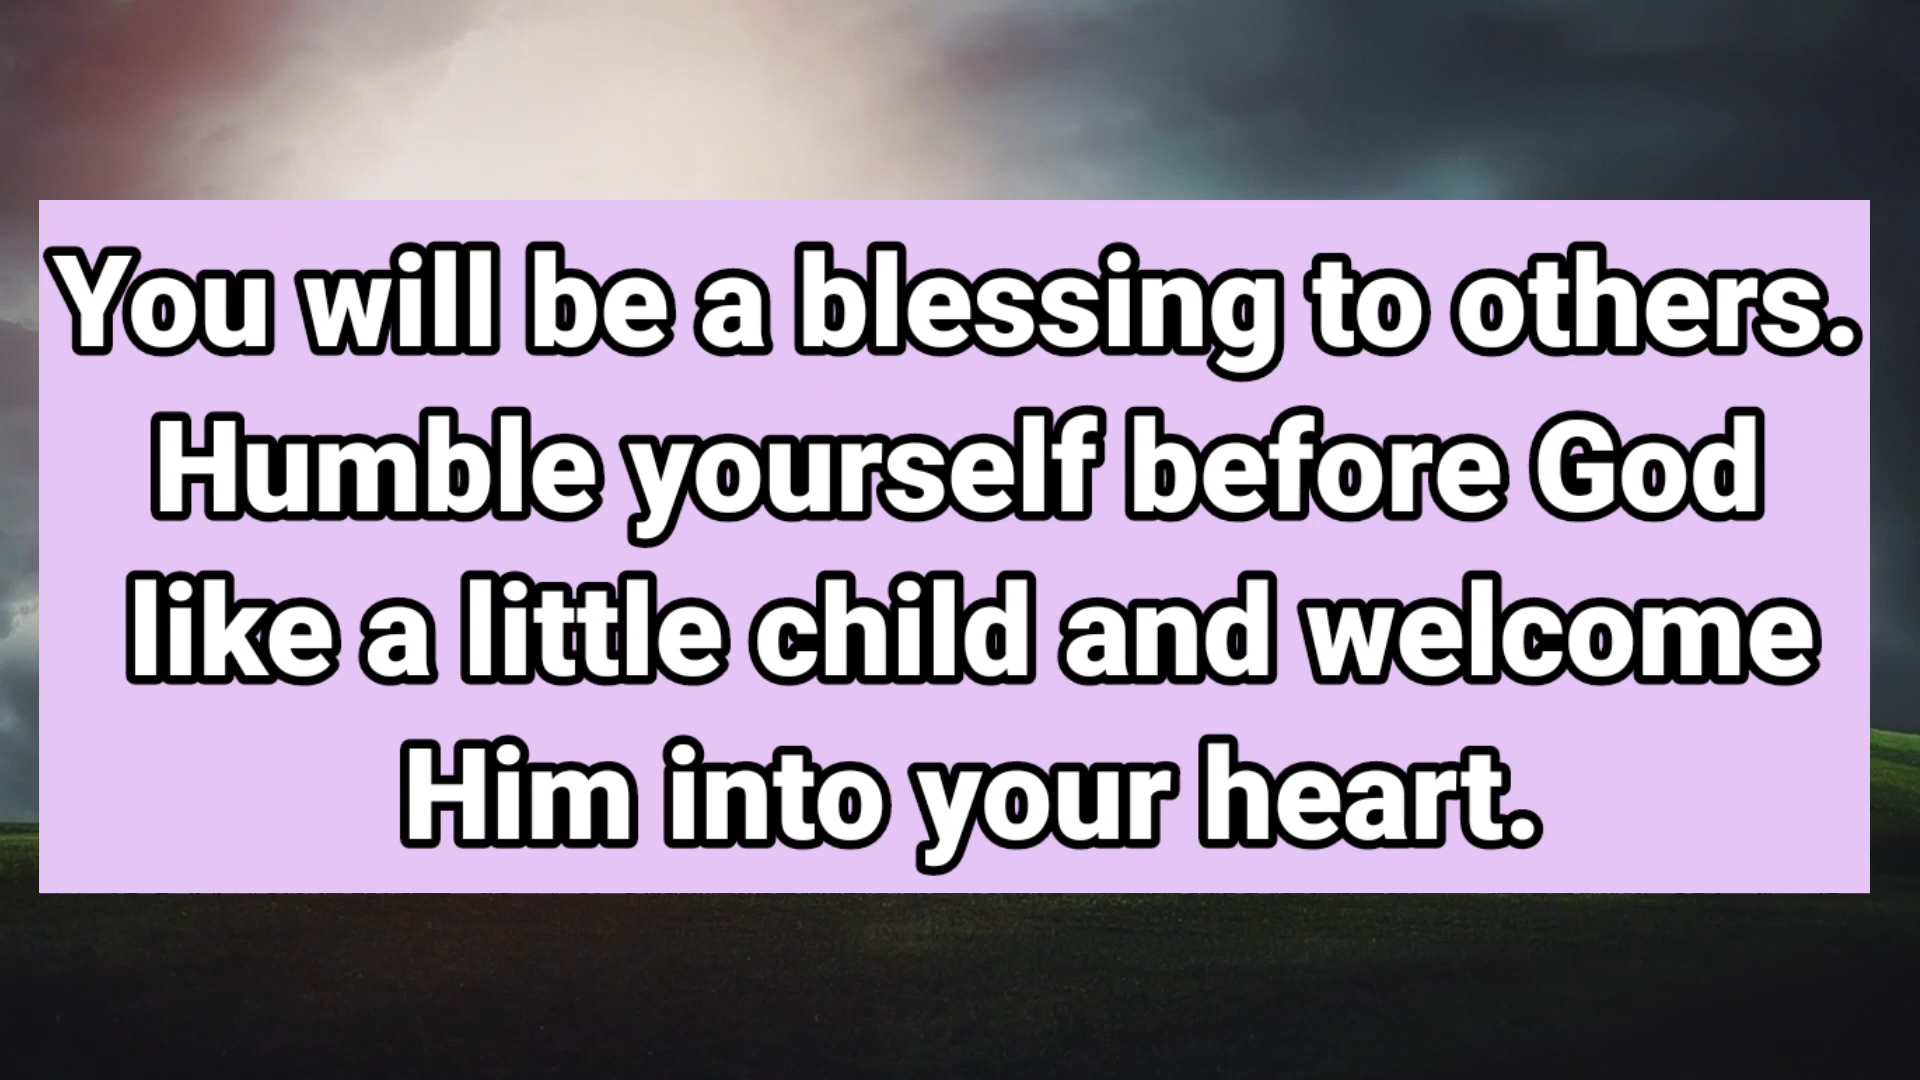 You will be a blessing to others.
Humble yourself before God
like a little child and welcome
Him into your heart.